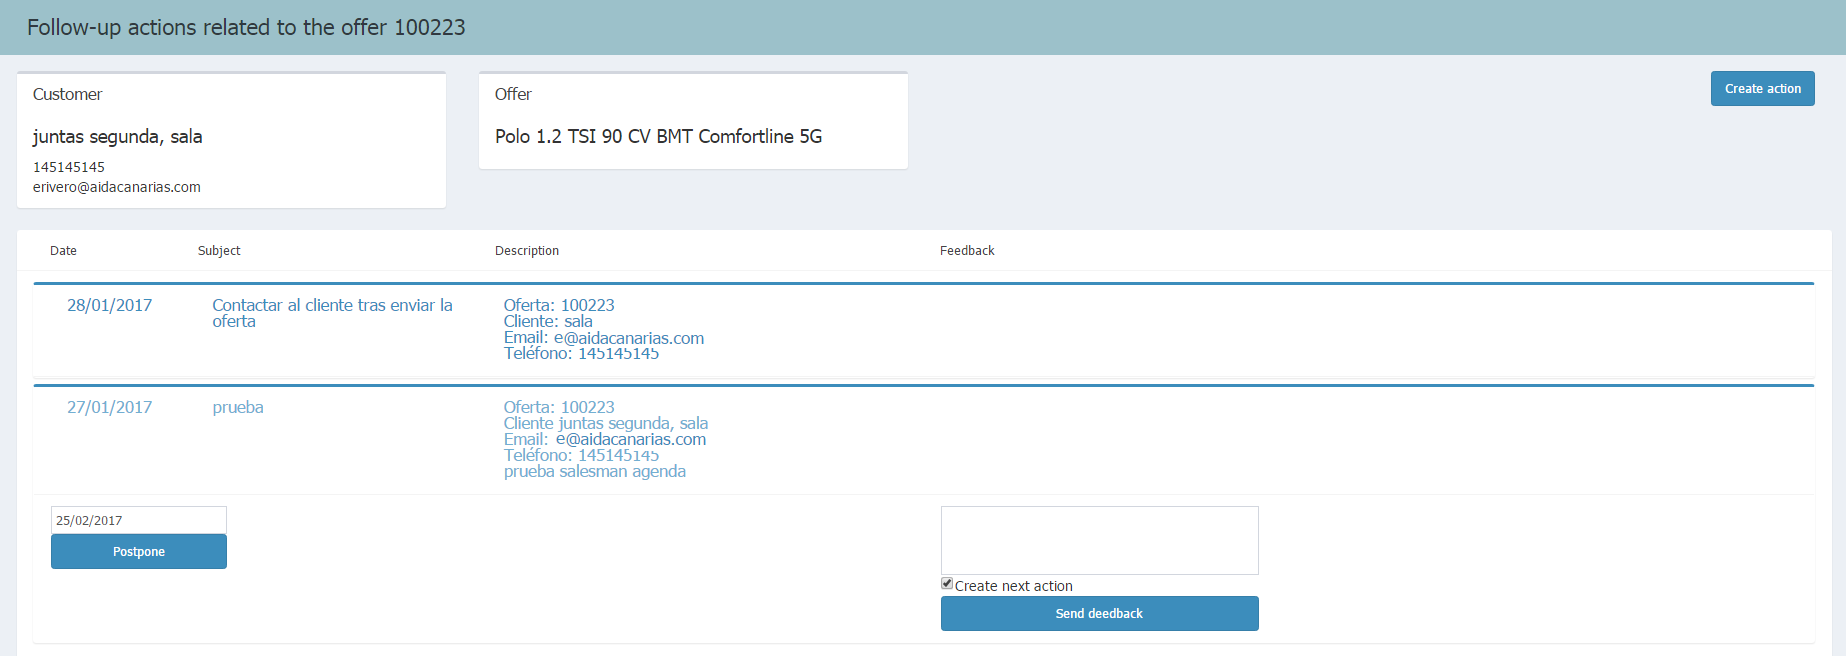 Follow-up actions related to the offer 100223
Customer
juntas segunda, sala
145145145
erivero@aidacanarias.com
Offer
Polo 1.2 TSI 90 CV BMT Comfortline 5G
Create action
Date Subject Description Feedback
28/01/2017
Contactar al cliente tras enviar la
oferta
Oferta: 100223
Cliente: sala
Email: e@aidacanarias.com
Teléfono: 145145145
27/01/2017
prueba
Oferta: 100223
Cliente juntas segunda, sala
Email: e@aidacanarias.com
Teléfono: 145145145
prueba salesman agenda
25/02/2017
Postpone
Create next action
Send deedback